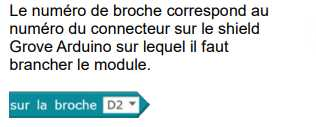 Le numéro de broche correspond au
numéro du connecteur sur le shield
Grove Arduino sur lequel il faut
brancher le module.
sur la broche D2